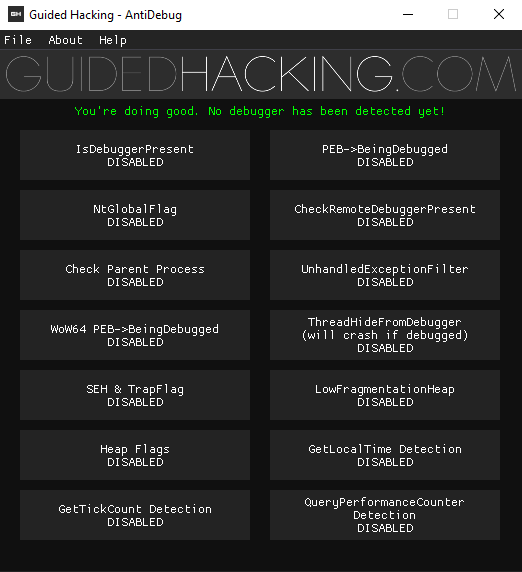 Guided Hacking - AntiDebug
File About Help
GUIDEDHACKING.COM
You're doing good. No debugger has been detected yet!
IsDebuggerPresent
DISABLED
PEB->BeingDebugged
DISABLED
NtGlobalFlag
DISABLED
CheckRemoteDebuggerPresent
DISABLED
Check Parent Process
DISABLED
UnhandledExceptionFilter
DISABLED
WoW64 PEB->BeingDebugged
DISABLED
ThreadHideFromDebugger
(will crash if debugged)
DISABLED
SEH & TrapFlag
DISABLED
LowFragmentationHeap
DISABLED
Heap Flags
DISABLED
GetLocalTime Detection
DISABLED
GetTickCount Detection
DISABLED
QueryPerformanceCounter
Detection
DISABLED